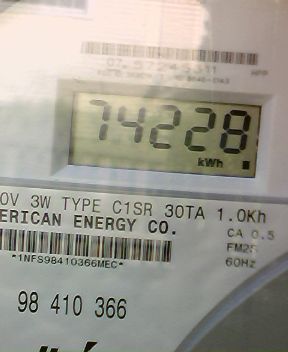 74228
kWh
0V 3W TYPE C1SR 30TA 1.0Kh
ERICAN ENERGY CO.
CA 0.5
FM2S
60Hz
*1NFS98410366MEC*
98 410 366